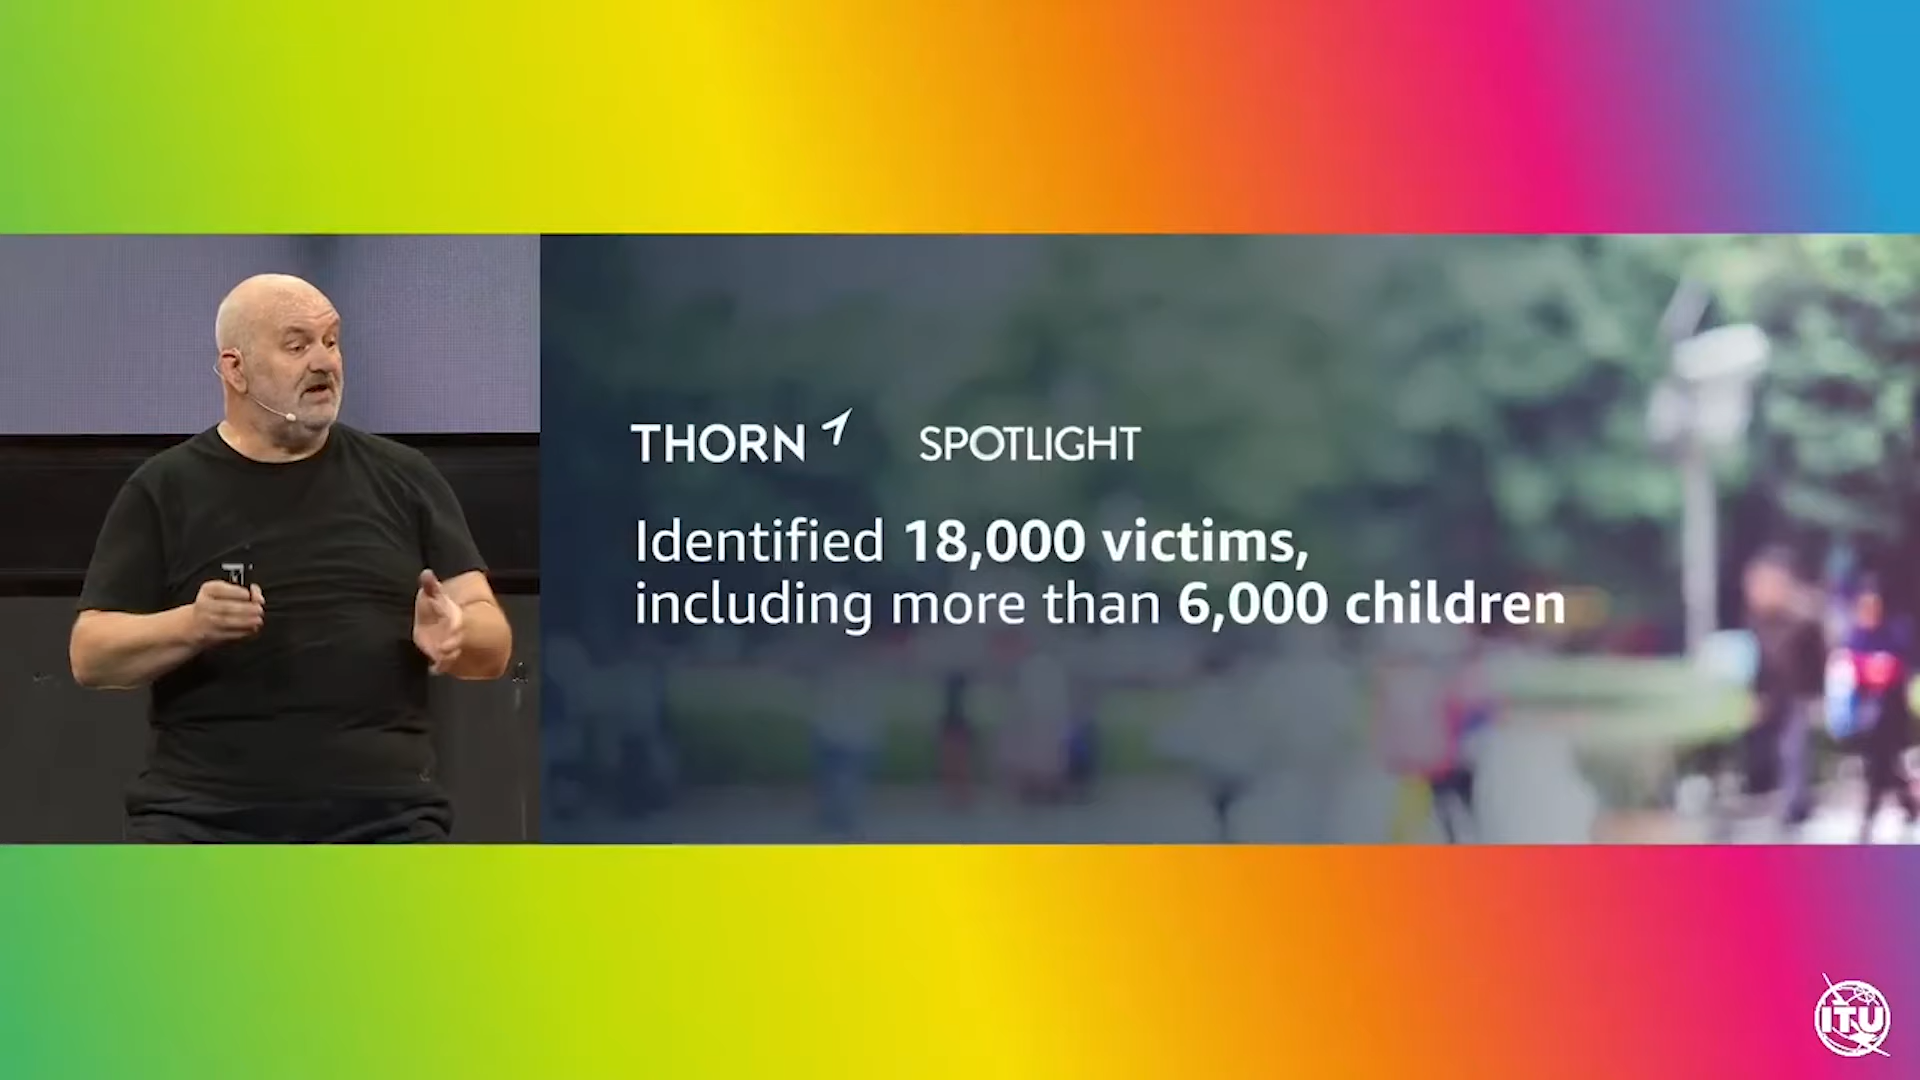 THORN SPOTLIGHT
Identified 18,000 victims,
including more than 6,000 children
ITU